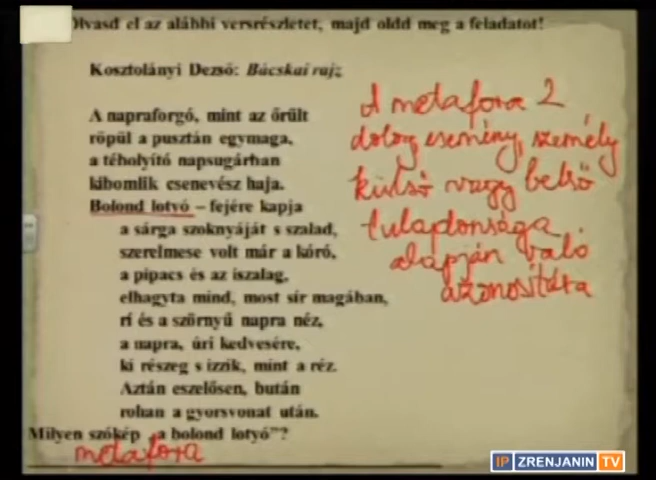 Olvasd el az alábbi versrészletet, majd oldd meg a feladatot!
Kosztolányi Dezső: Bácskai rajz
A napraforgó, mint az őrült
röpül a pusztán egymaga,
a tébolyító napsugárban
kibomlik csenevész haja.
Bolond lotyó – fejére kapja
a sárga szoknyáját s szalad,
szerelmese volt már a kóró,
a pipacs és az iszalag,
elhagyta mind, most sír magában,
rí és a szörnyű napra néz,
a napra, úri kedvesére,
ki részeg s izzik, mint a réz.
Aztán eszelősen, bután
rohan a gyorsvonat után.
Milyen szókép „a bolond lotyó”?
metafora
A metafora 2
dolog esemény, személy
külső vagy belső
tulajdonsága
alapján való
azonosítása
IP ZRENJANIN TV